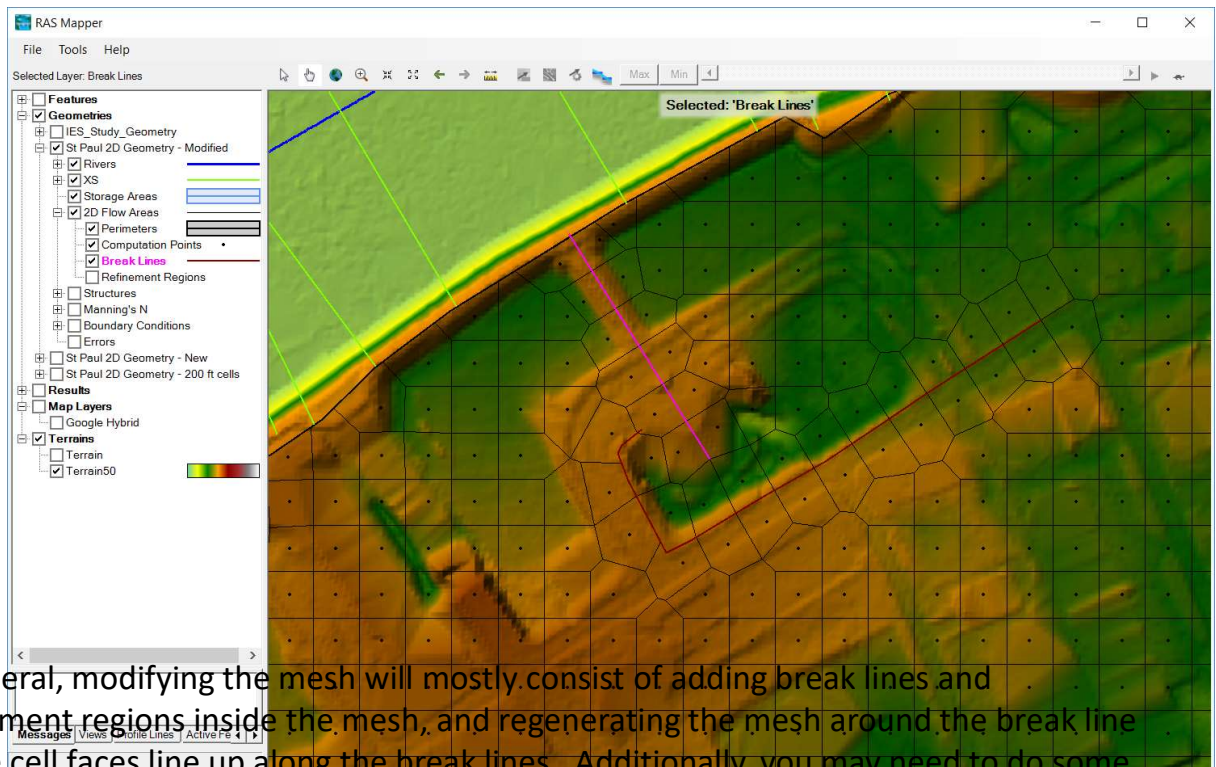 RAS Mapper
File Tools Help
Selected Layer: Break Lines
Max Min
Selected: 'Break Lines'
Features
Geometries
IES_Study_Geometry
St Paul 2D Geometry - Modified
Rivers
XS
Storage Areas
2D Flow Areas
Perimeters
Computation Points
Break Lines
Refinement Regions
Structures
Manning's N
Boundary Conditions
Errors
St Paul 2D Geometry - New
St Paul 2D Geometry - 200 ft cells
Results
Map Layers
Google Hybrid
Terrains
Terrain
Terrain50
eral, modifying the mesh will mostly consist of adding break lines and
ment regions inside the mesh, and regenerating the mesh around the break line
Messages Views Profile Lines Active Fe
cell faces line up along the break lines. Additionally, you may need to do some